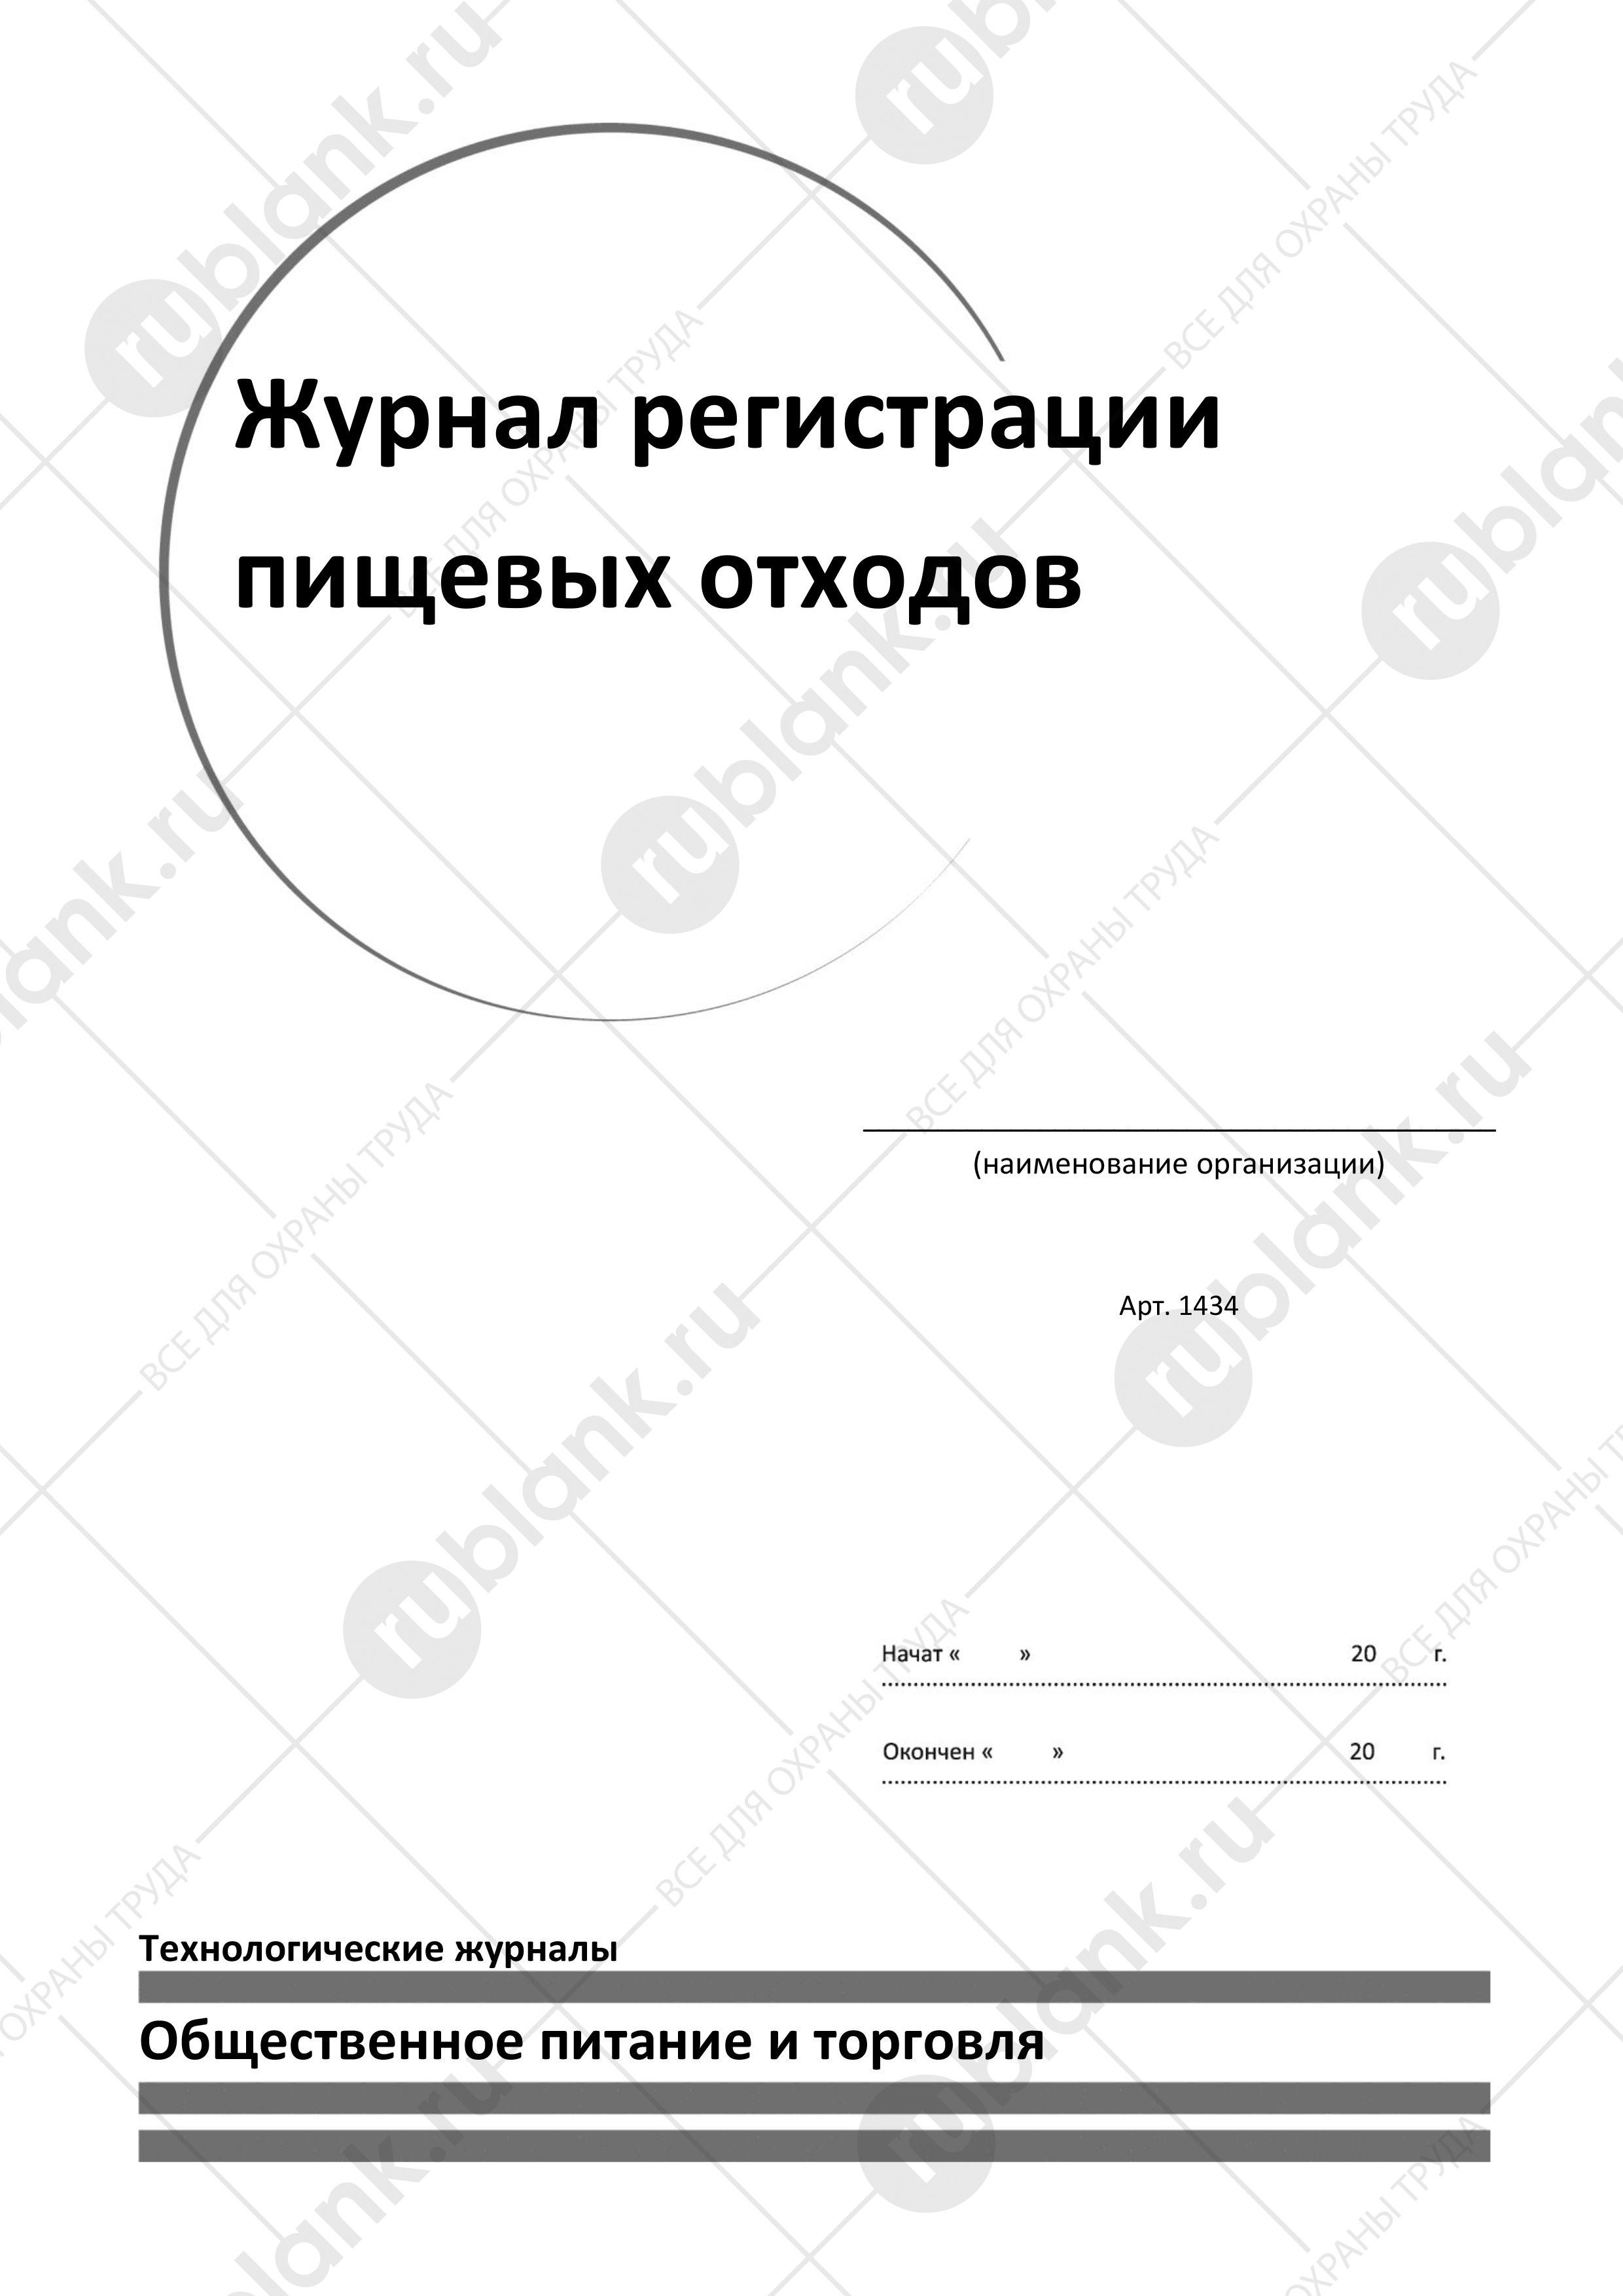 Журнал регистрации
пищевых отходов
(наименование организации)
Арт. 1434
Начат « » 20 г.
Окончен « » 20 г.
Технологические журналы
Общественное питание и торговля
rublank.ru
ВСЕ ДЛЯ ОХРАНЫ ТРУДА